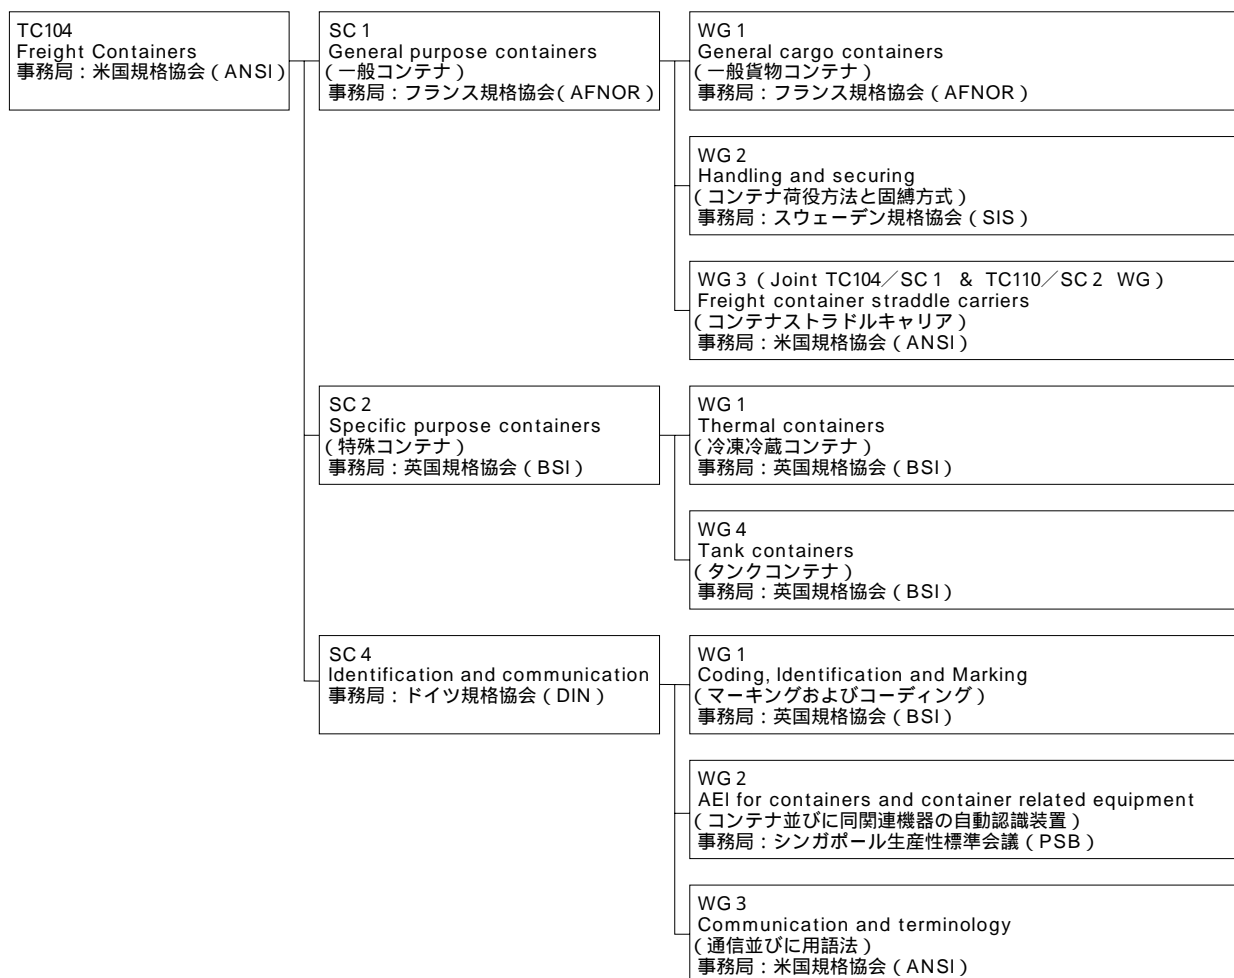 TC104
Freight Containers
事務局：米国規格協会（ANSI）
SC 1
General purpose containers
（一般コンテナ）
事務局：フランス規格協会（AFNOR）
WG 1
General cargo containers
（一般貨物コンテナ）
事務局：フランス規格協会（AFNOR）
WG 2
Handling and securing
（コンテナ荷役方法と固縛方式）
事務局：スウェーデン規格協会（SIS）
WG 3（Joint TC104／SC 1 & TC110／SC 2 WG）
Freight container straddle carriers
（コンテナストラドルキャリア）
事務局：米国規格協会（ANSI）
SC 2
Specific purpose containers
（特殊コンテナ）
事務局：英国規格協会（BSI）
WG 1
Thermal containers
（冷凍冷蔵コンテナ）
事務局：英国規格協会（BSI）
WG 4
Tank containers
（タンクコンテナ）
事務局：英国規格協会（BSI）
SC 4
Identification and communication
事務局：ドイツ規格協会（DIN）
WG 1
Coding, Identification and Marking
（マーキングおよびコーディング）
事務局：英国規格協会（BSI）
WG 2
AEI for containers and container related equipment
（コンテナ並びに同関連機器の自動認識装置）
事務局：シンガポール生産性標準会議（PSB）
WG 3
Communication and terminology
（通信並びに用語法）
事務局：米国規格協会（ANSI）